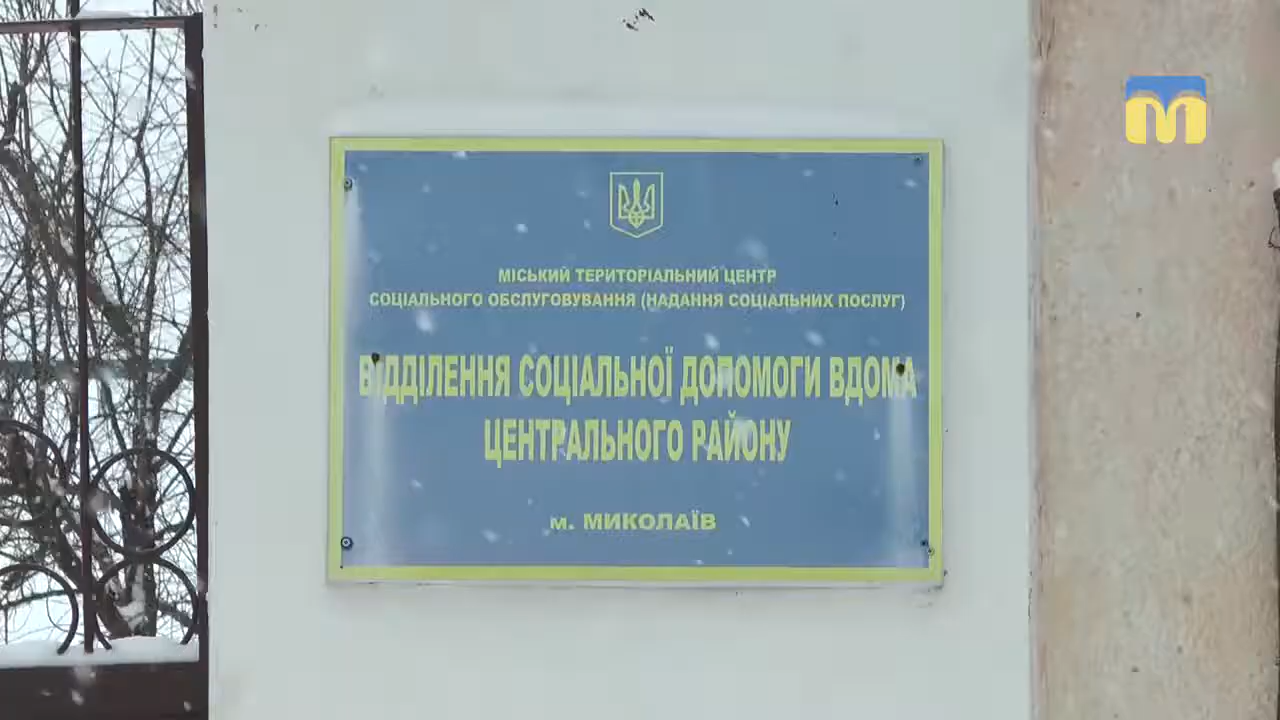 МІСЬКИЙ ТЕРИТОРІАЛЬНИЙ ЦЕНТР
СОЦІАЛЬНОГО ОБСЛУГОВУВАННЯ (НАДАННЯ СОЦІАЛЬНИХ ПОСЛУГ)
ВІДДІЛЕННЯ СОЦІАЛЬНОЇ ДОПОМОГИ ВДОМА
ЦЕНТРАЛЬНОГО РАЙОНУ
м. МИКОЛАЇВ